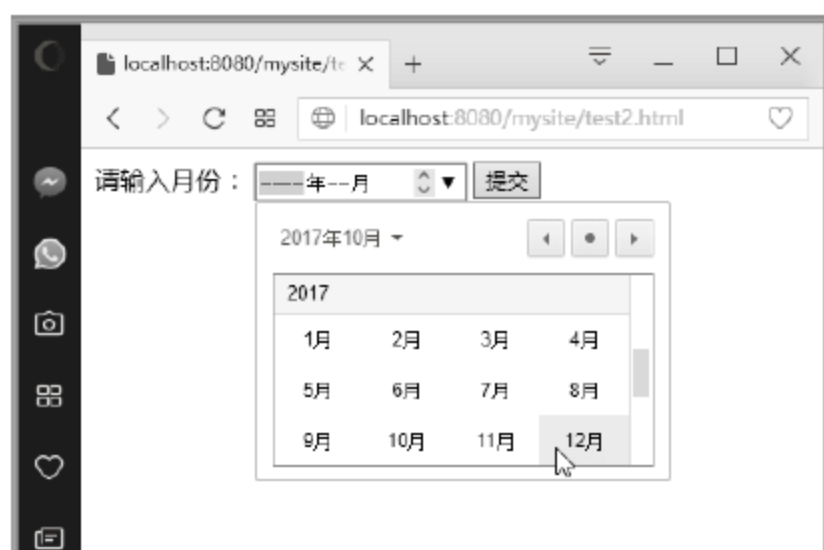 localhost:8080/mysite/te
localhost:8080/mysite/test2.html
请输入月份： ----年--月 提交
2017年10月
2017
1月 2月 3月 4月
5月 6月 7月 8月
9月 10月 11月 12月